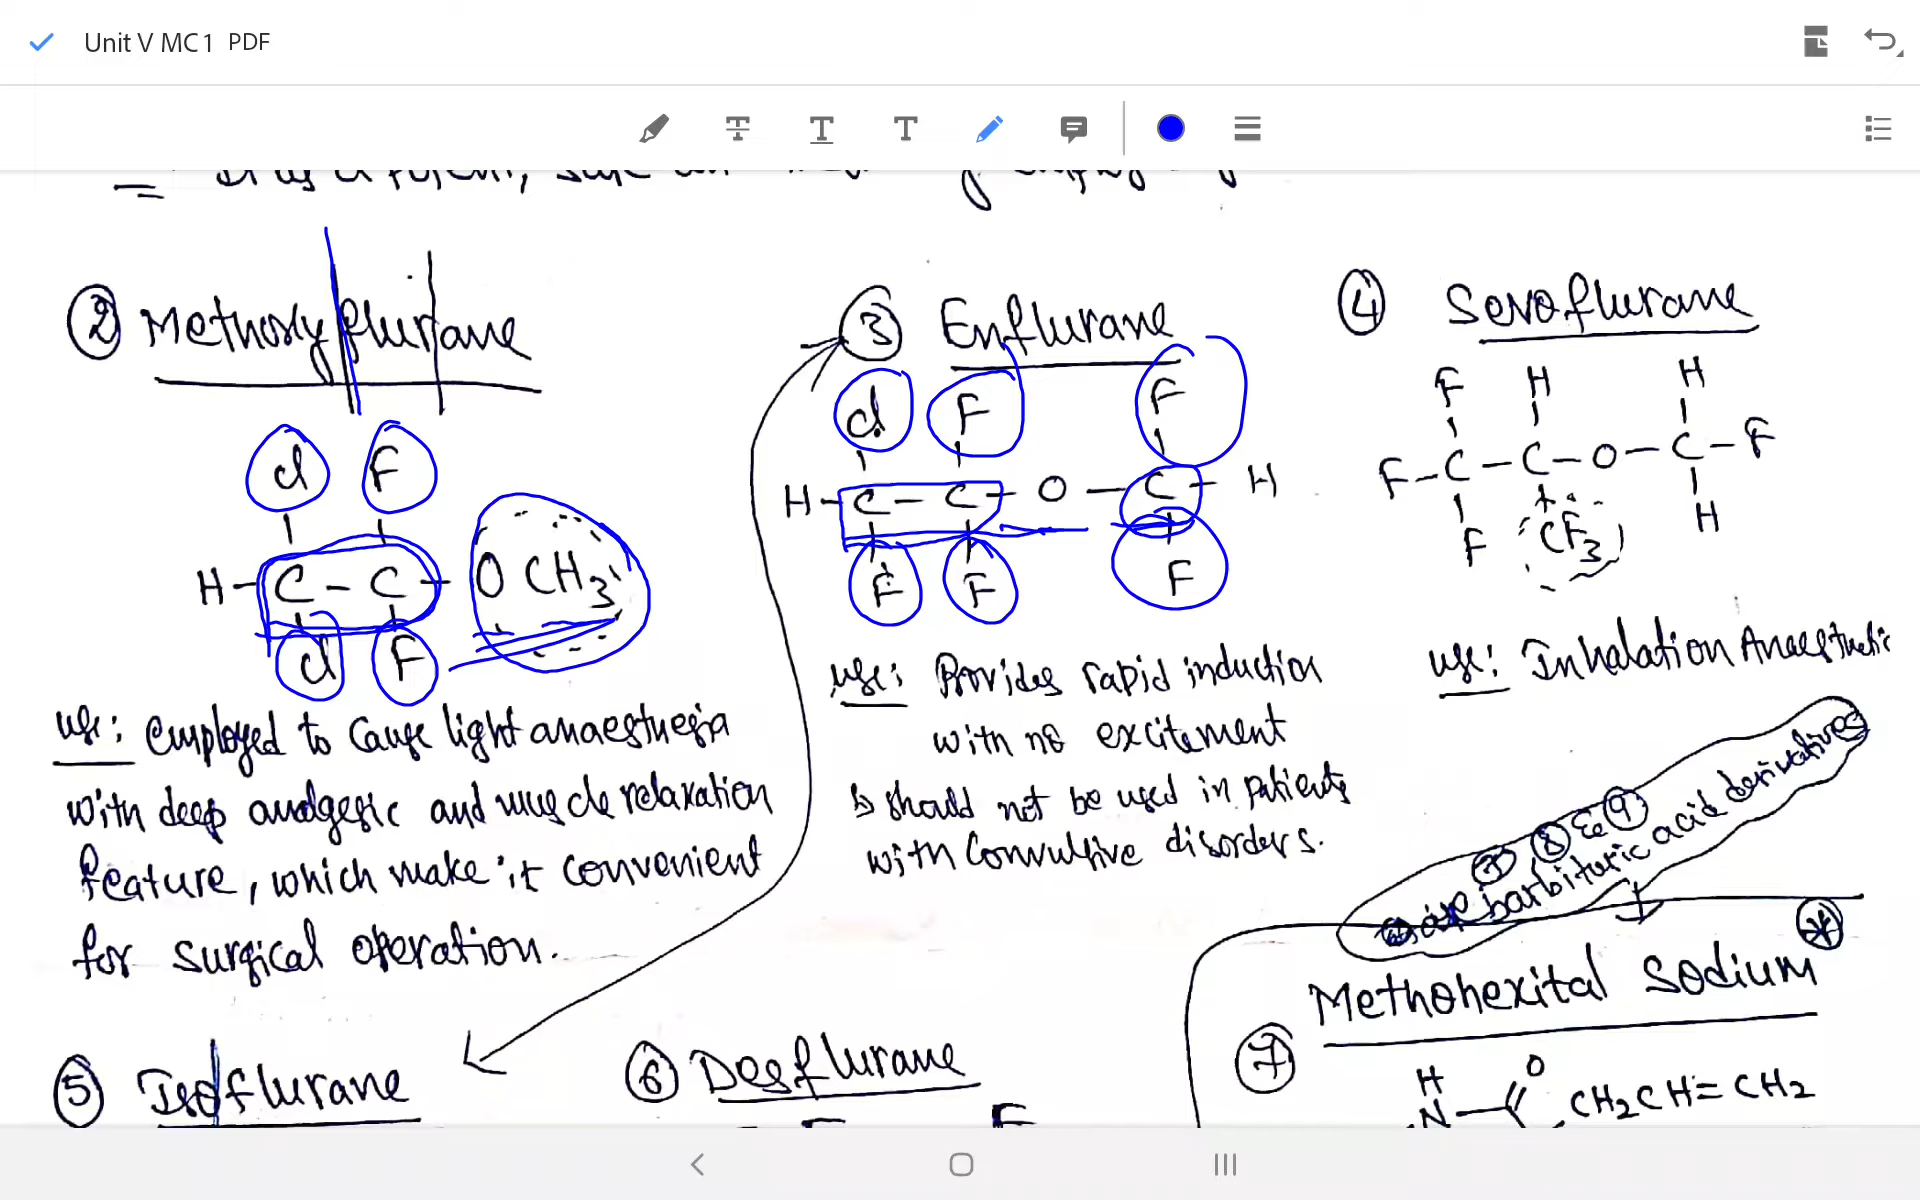 Unit V MC1 PDF
② Methoxyflurane
③ Enflurane
④ Sevoflurane
Cl F
H-C-C-OCH3
Cl F
Cl F F
H-C-C-O-C-H
F F F
F H H
F-C-C-O-C-F
F CF3 H
use: employed to cause light anaesthesia
with deep analgesic and muscle relaxation
feature, which make it convenient
for surgical operation.
use: Provides rapid induction
with no excitement
↳ should not be used in patients
with Convulsive disorders.
use: Inhalation Anaesthetic
⑦, ⑧ & ⑨
are barbituric acid derivatives
⑤ Isoflurane
⑥ Desflurane
F F
⑦ Methohexital Sodium
H O
N C CH2CH=CH2